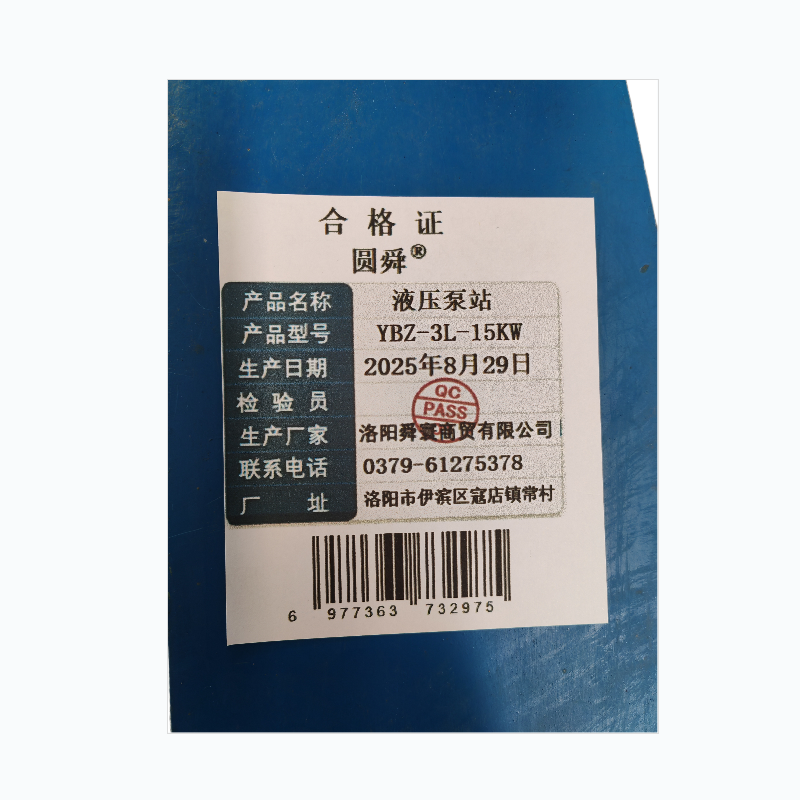 合格证
圆舜®
产品名称 液压泵站
产品型号 YBZ-3L-15KW
生产日期 2025年8月29日
检验员 QC PASS
生产厂家 洛阳舜寰商贸有限公司
联系电话 0379-61275378
厂址 洛阳市伊滨区寇店镇常村
6 977363 732975